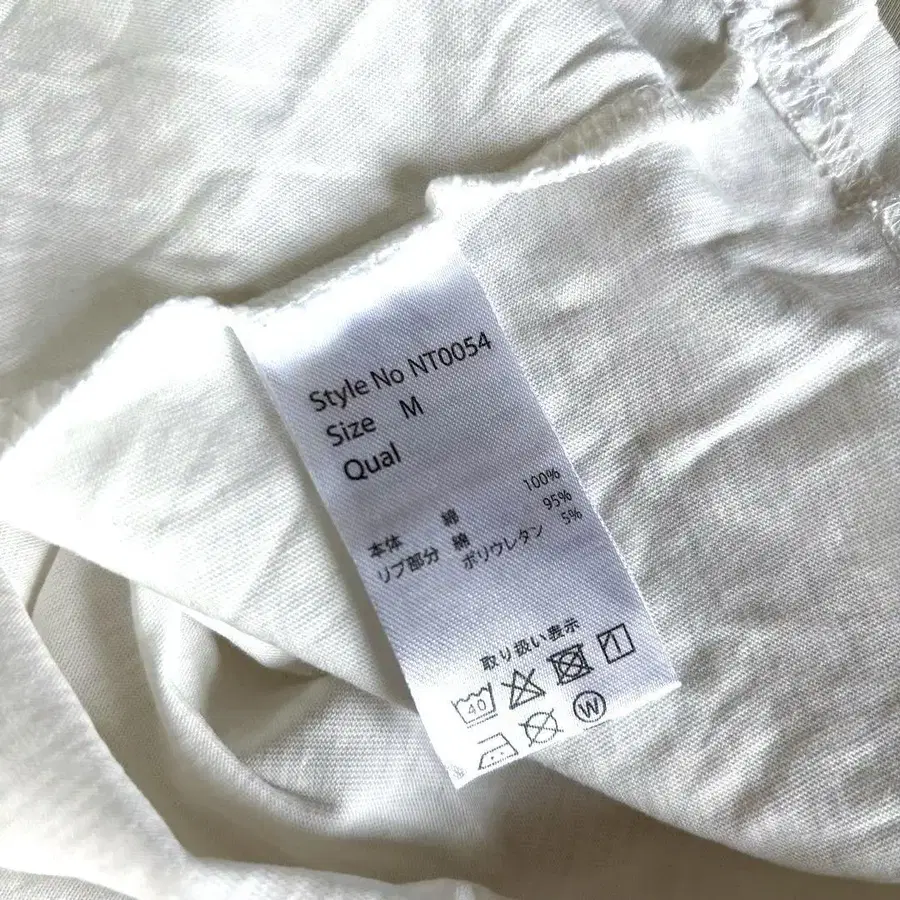 Style No NT0054
Size M
Qual
本体 綿 100%
リブ部分 綿 95%
ポリウレタン 5%
取り扱い表示
40
W